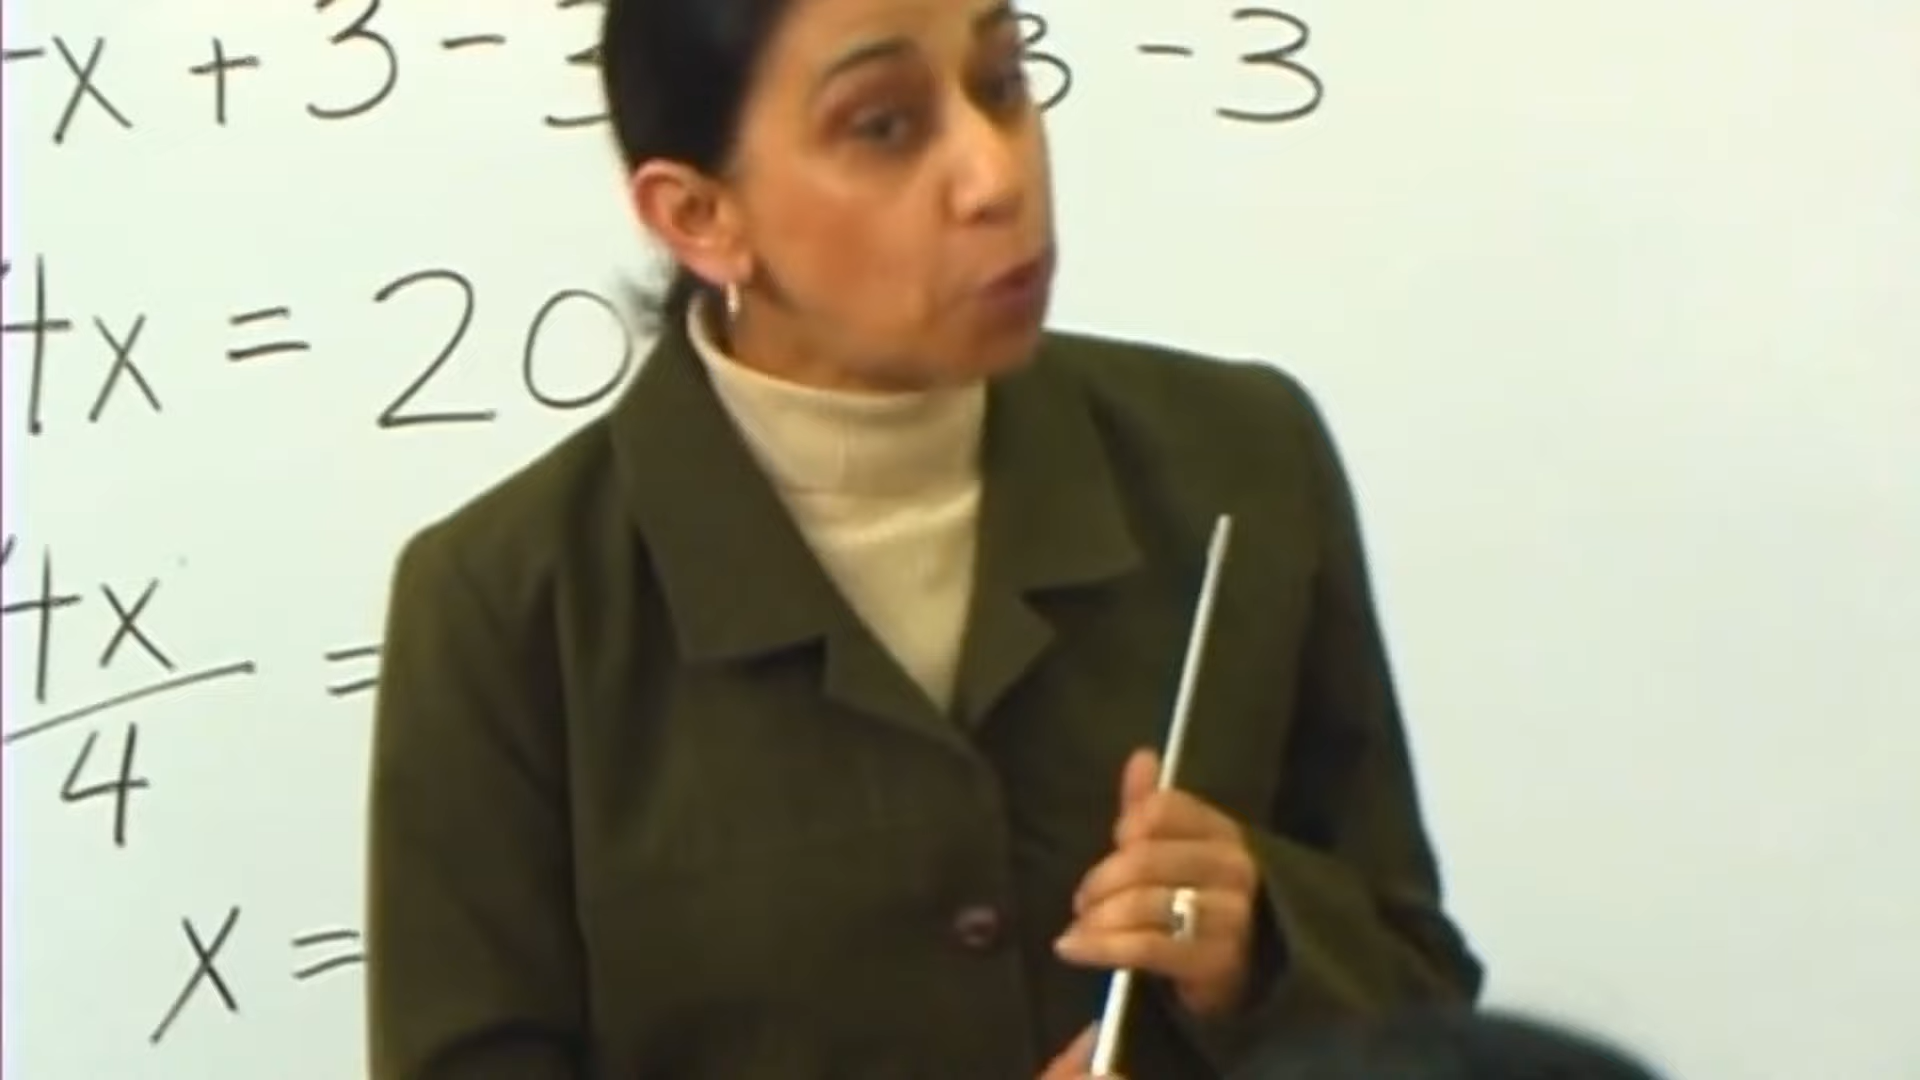 -x + 3 - 3 3 - 3
4x = 20
4x =
4
x =